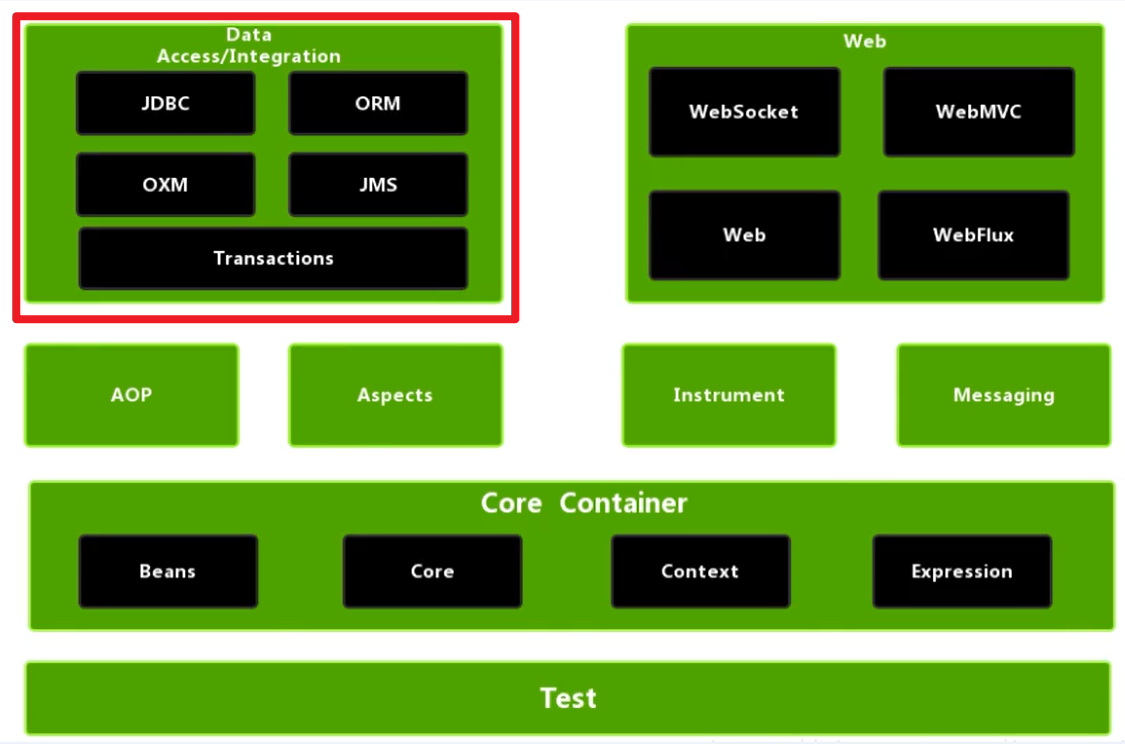 Data
Access/Integration
JDBC
ORM
OXM
JMS
Transactions
Web
WebSocket
WebMVC
Web
WebFlux
AOP
Aspects
Instrument
Messaging
Core Container
Beans
Core
Context
Expression
Test